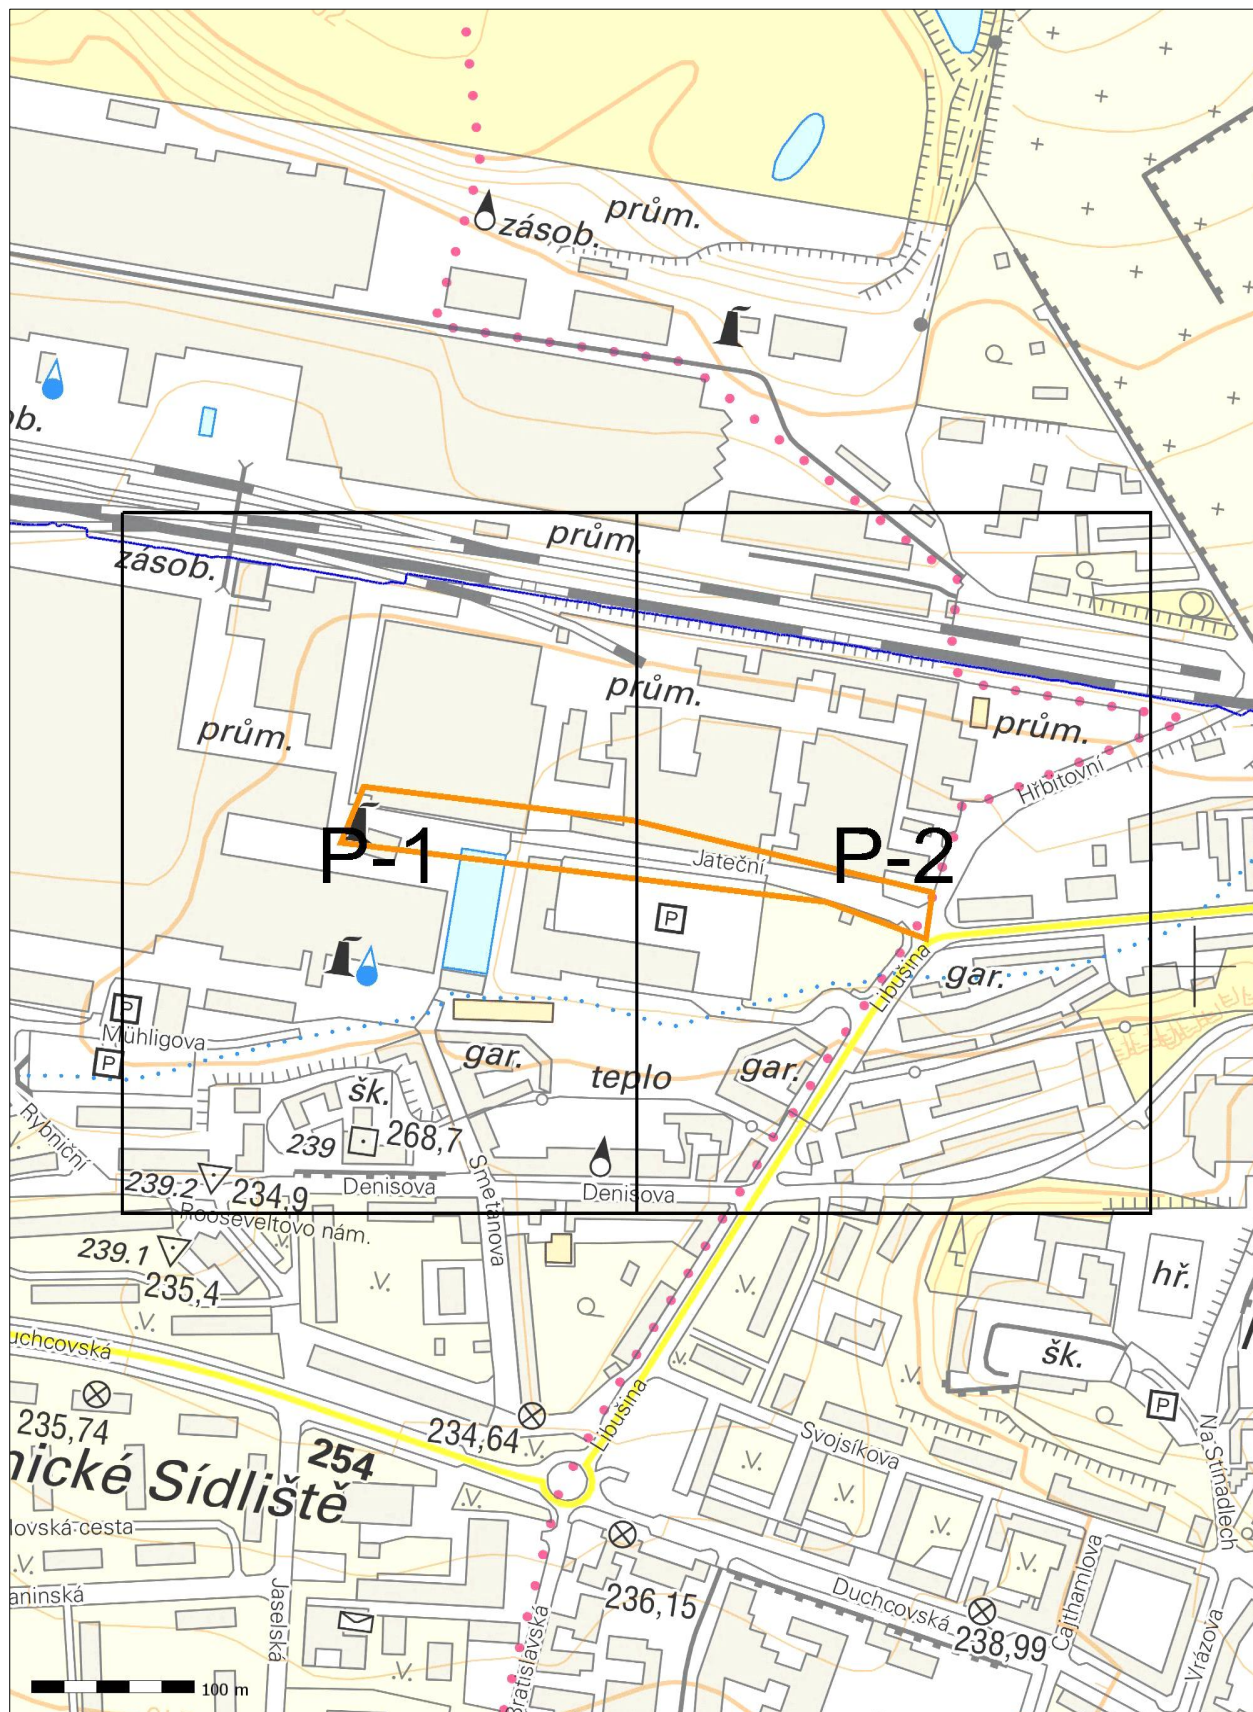 prům.
zásob.
ob.
prům.
zásob.
prům.
prům.
prům.
Hřbitovní
P-1
P-2
Jateční
P
Libušina
gar.
P
Mühligova
P
gar.
teplo
gar.
šk.
239
268,7
Rybniční
239.2
234,9
Smetanova
Denisova
Denisova
Rooseveltovo nám.
239.1
235,4
hř.
uchcovská
šk.
P
235,74
234,64
Libušina
Svojsíkova
Na Stínadlech
254
nické Sídliště
lovská cesta
236,15
Duchcovská
238,99
Cajthamlova
aninská
Jaselská
Bratislavská
Vrázova
100 m